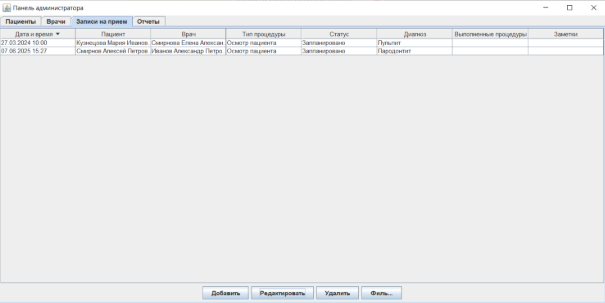 Панель администратора
Пациенты Врачи Записи на прием Отчеты
Дата и время Пациент Врач Тип процедуры Статус Диагноз Выполненные процедуры Заметки
27.03.2024 10:00 Кузнецова Мария Иванов... Смирнова Елена Алексан... Осмотр пациента Запланировано Пульпит
07.06.2025 15:27 Смирнов Алексей Петров... Иванов Александр Петро... Осмотр пациента Запланировано Пародонтит
Добавить Редактировать Удалить Филь...